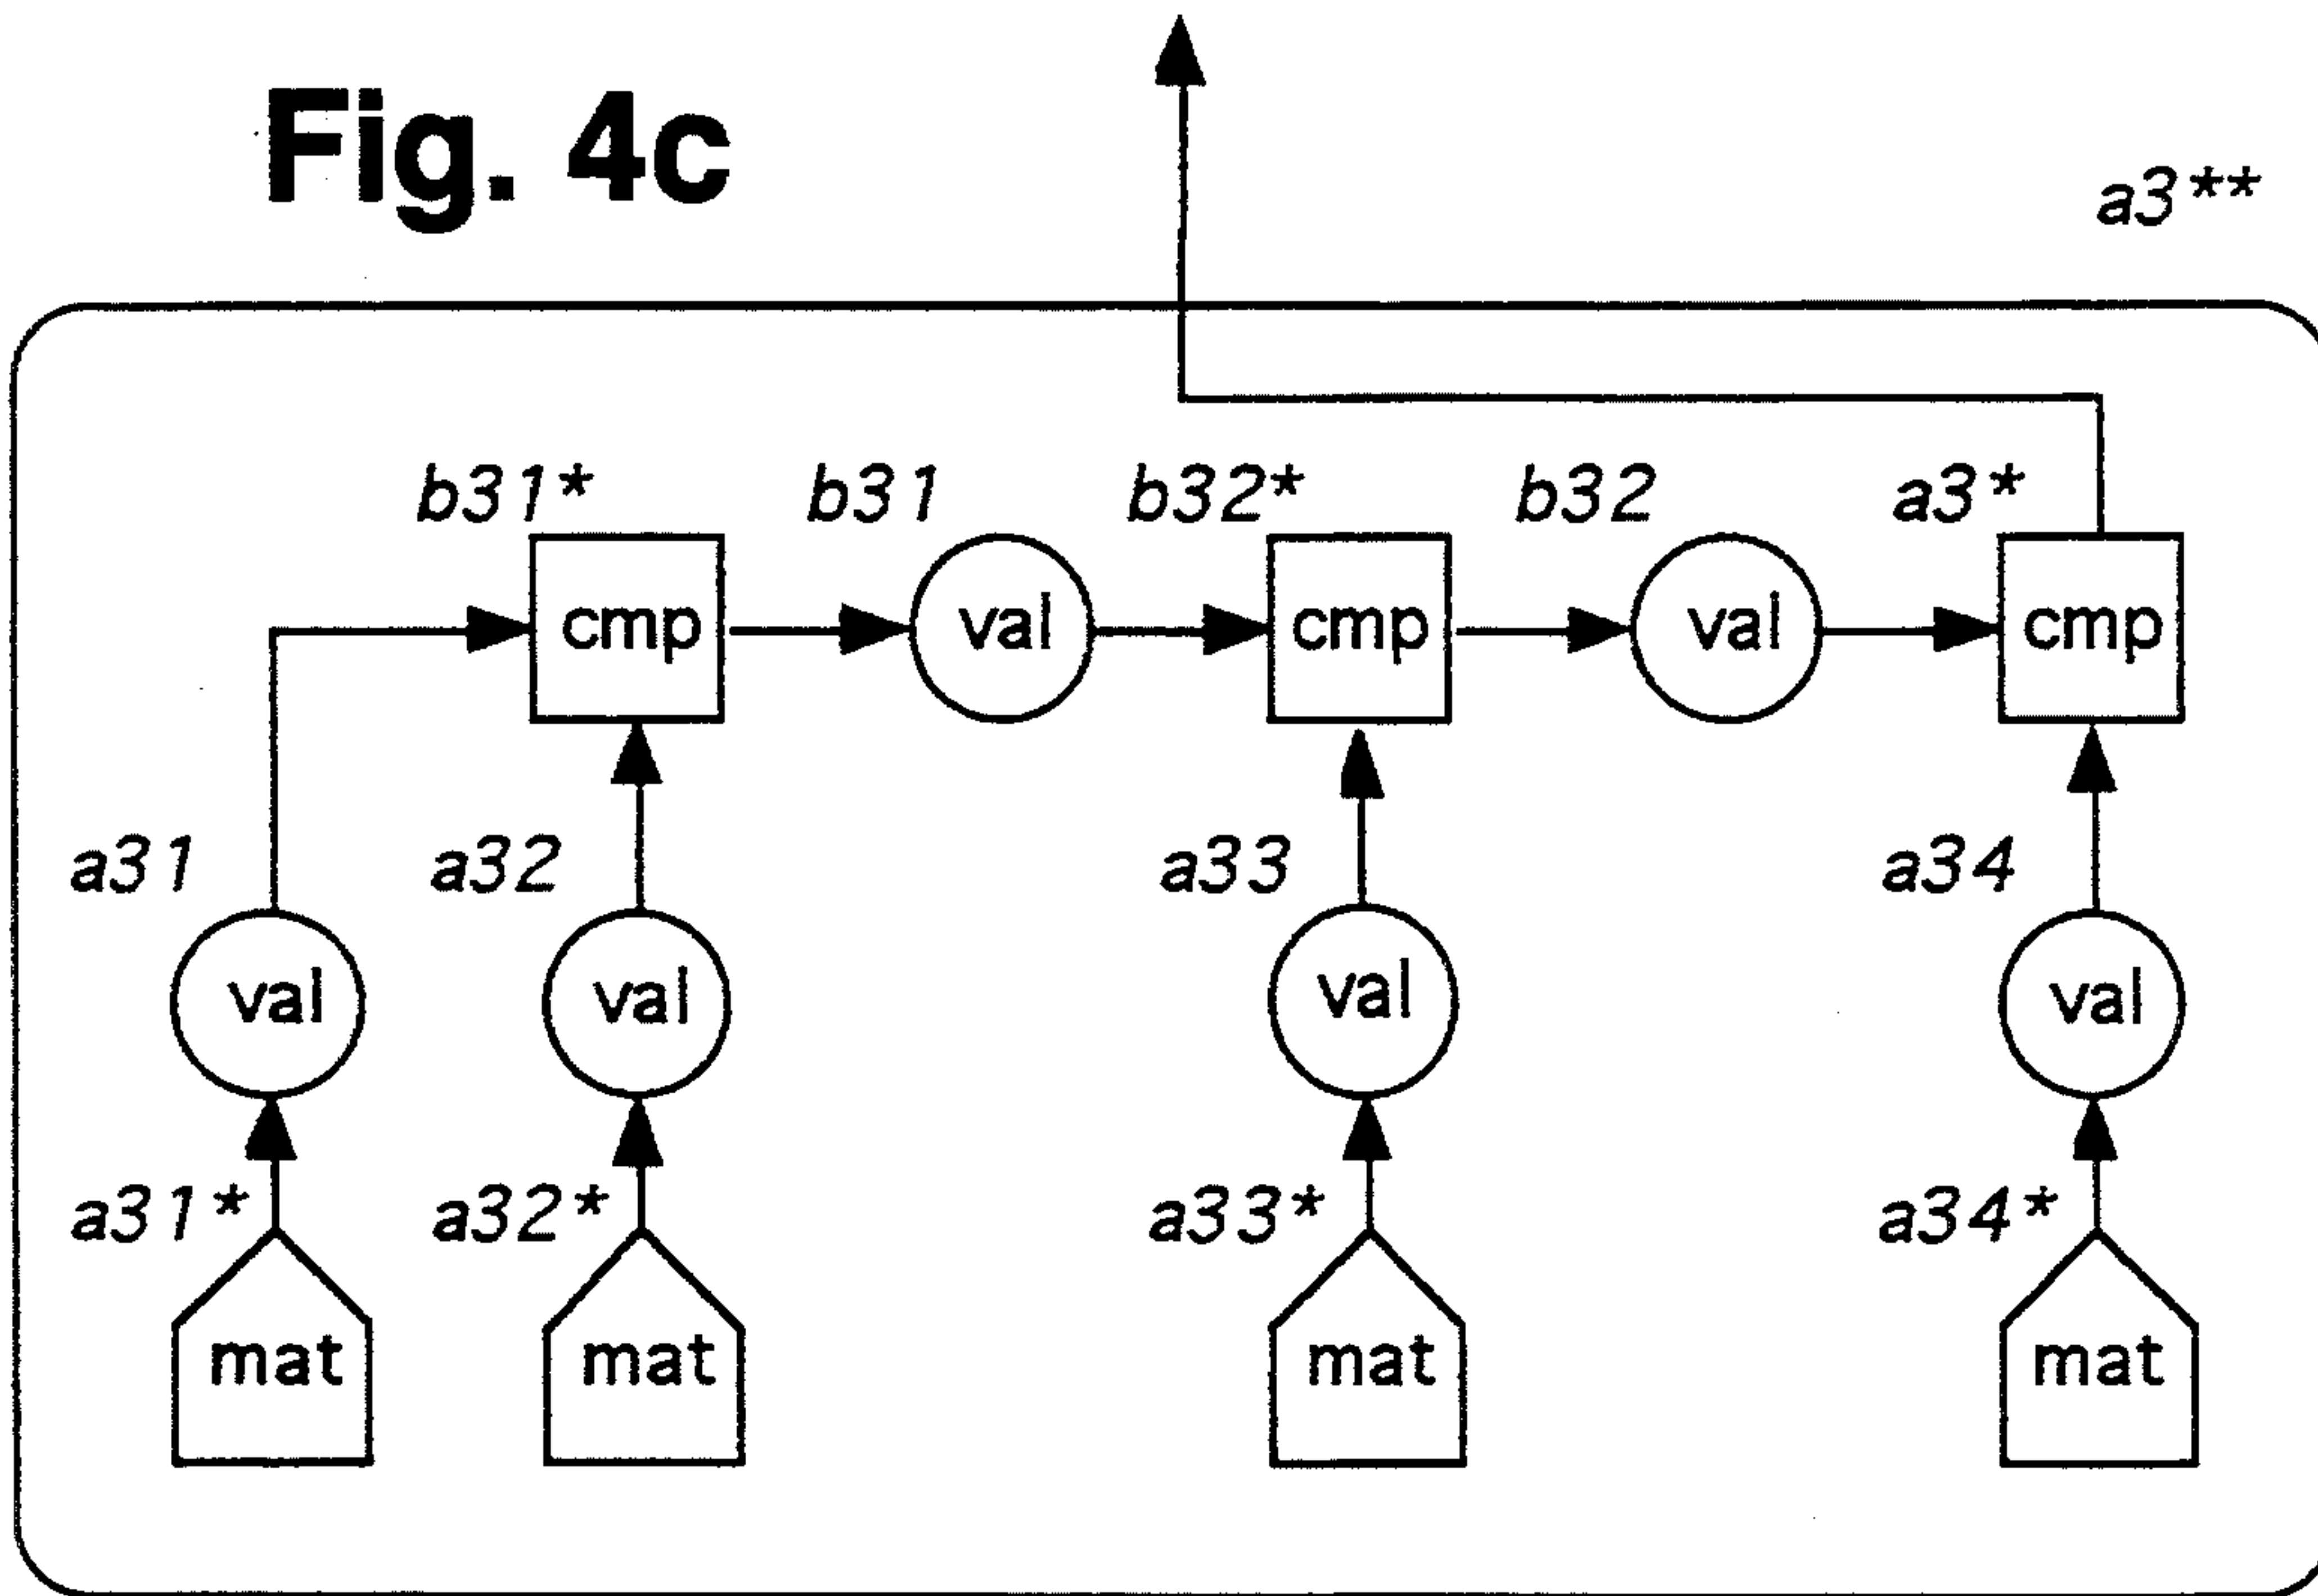 Fig. 4c
a3**
b31* b31 b32* b32 a3*
cmp val cmp val cmp
a31 a32 a33 a34
val val val val
a31* a32* a33* a34*
mat mat mat mat